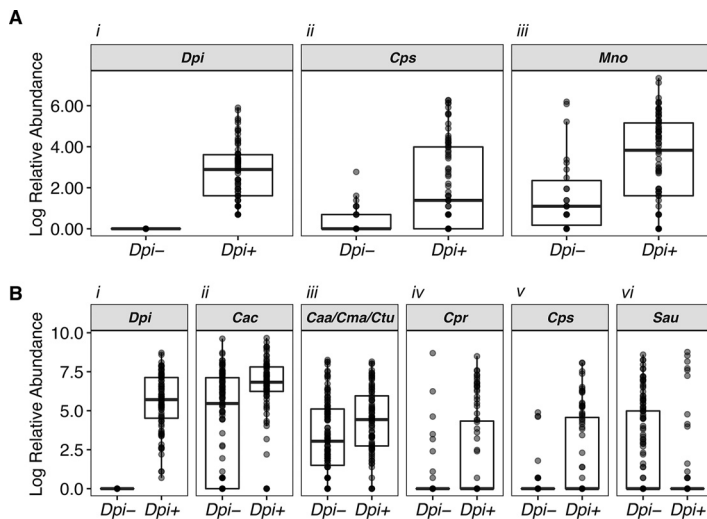 A
i
ii
iii
Dpi
Cps
Mno
Log Relative Abundance
6.00
4.00
2.00
0.00
Dpi−
Dpi+
Dpi−
Dpi+
Dpi−
Dpi+
B
i
ii
iii
iv
v
vi
Dpi
Cac
Caa/Cma/Ctu
Cpr
Cps
Sau
Log Relative Abundance
10.0
7.5
5.0
2.5
0.0
Dpi−
Dpi+
Dpi−
Dpi+
Dpi−
Dpi+
Dpi−
Dpi+
Dpi−
Dpi+
Dpi−
Dpi+